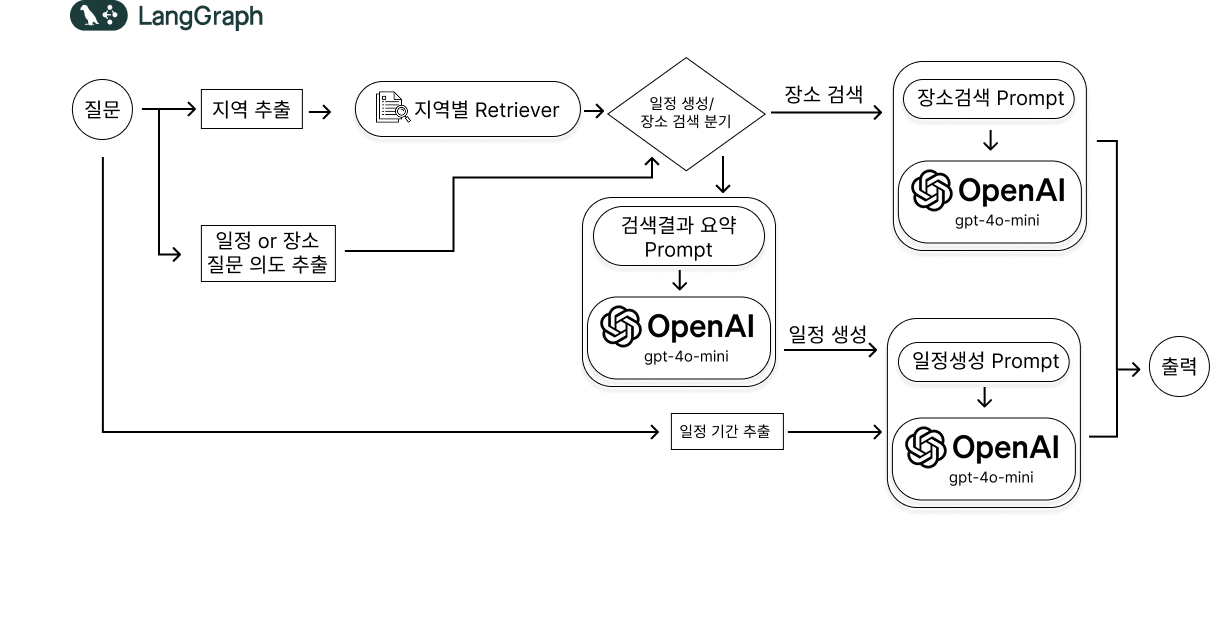 LangGraph
질문
지역 추출
지역별 Retriever
일정 생성/
장소 검색 분기
장소 검색
장소검색 Prompt
OpenAI
gpt-4o-mini
일정 or 장소
질문 의도 추출
검색결과 요약
Prompt
OpenAI
gpt-4o-mini
일정 생성
일정생성 Prompt
OpenAI
gpt-4o-mini
일정 기간 추출
출력